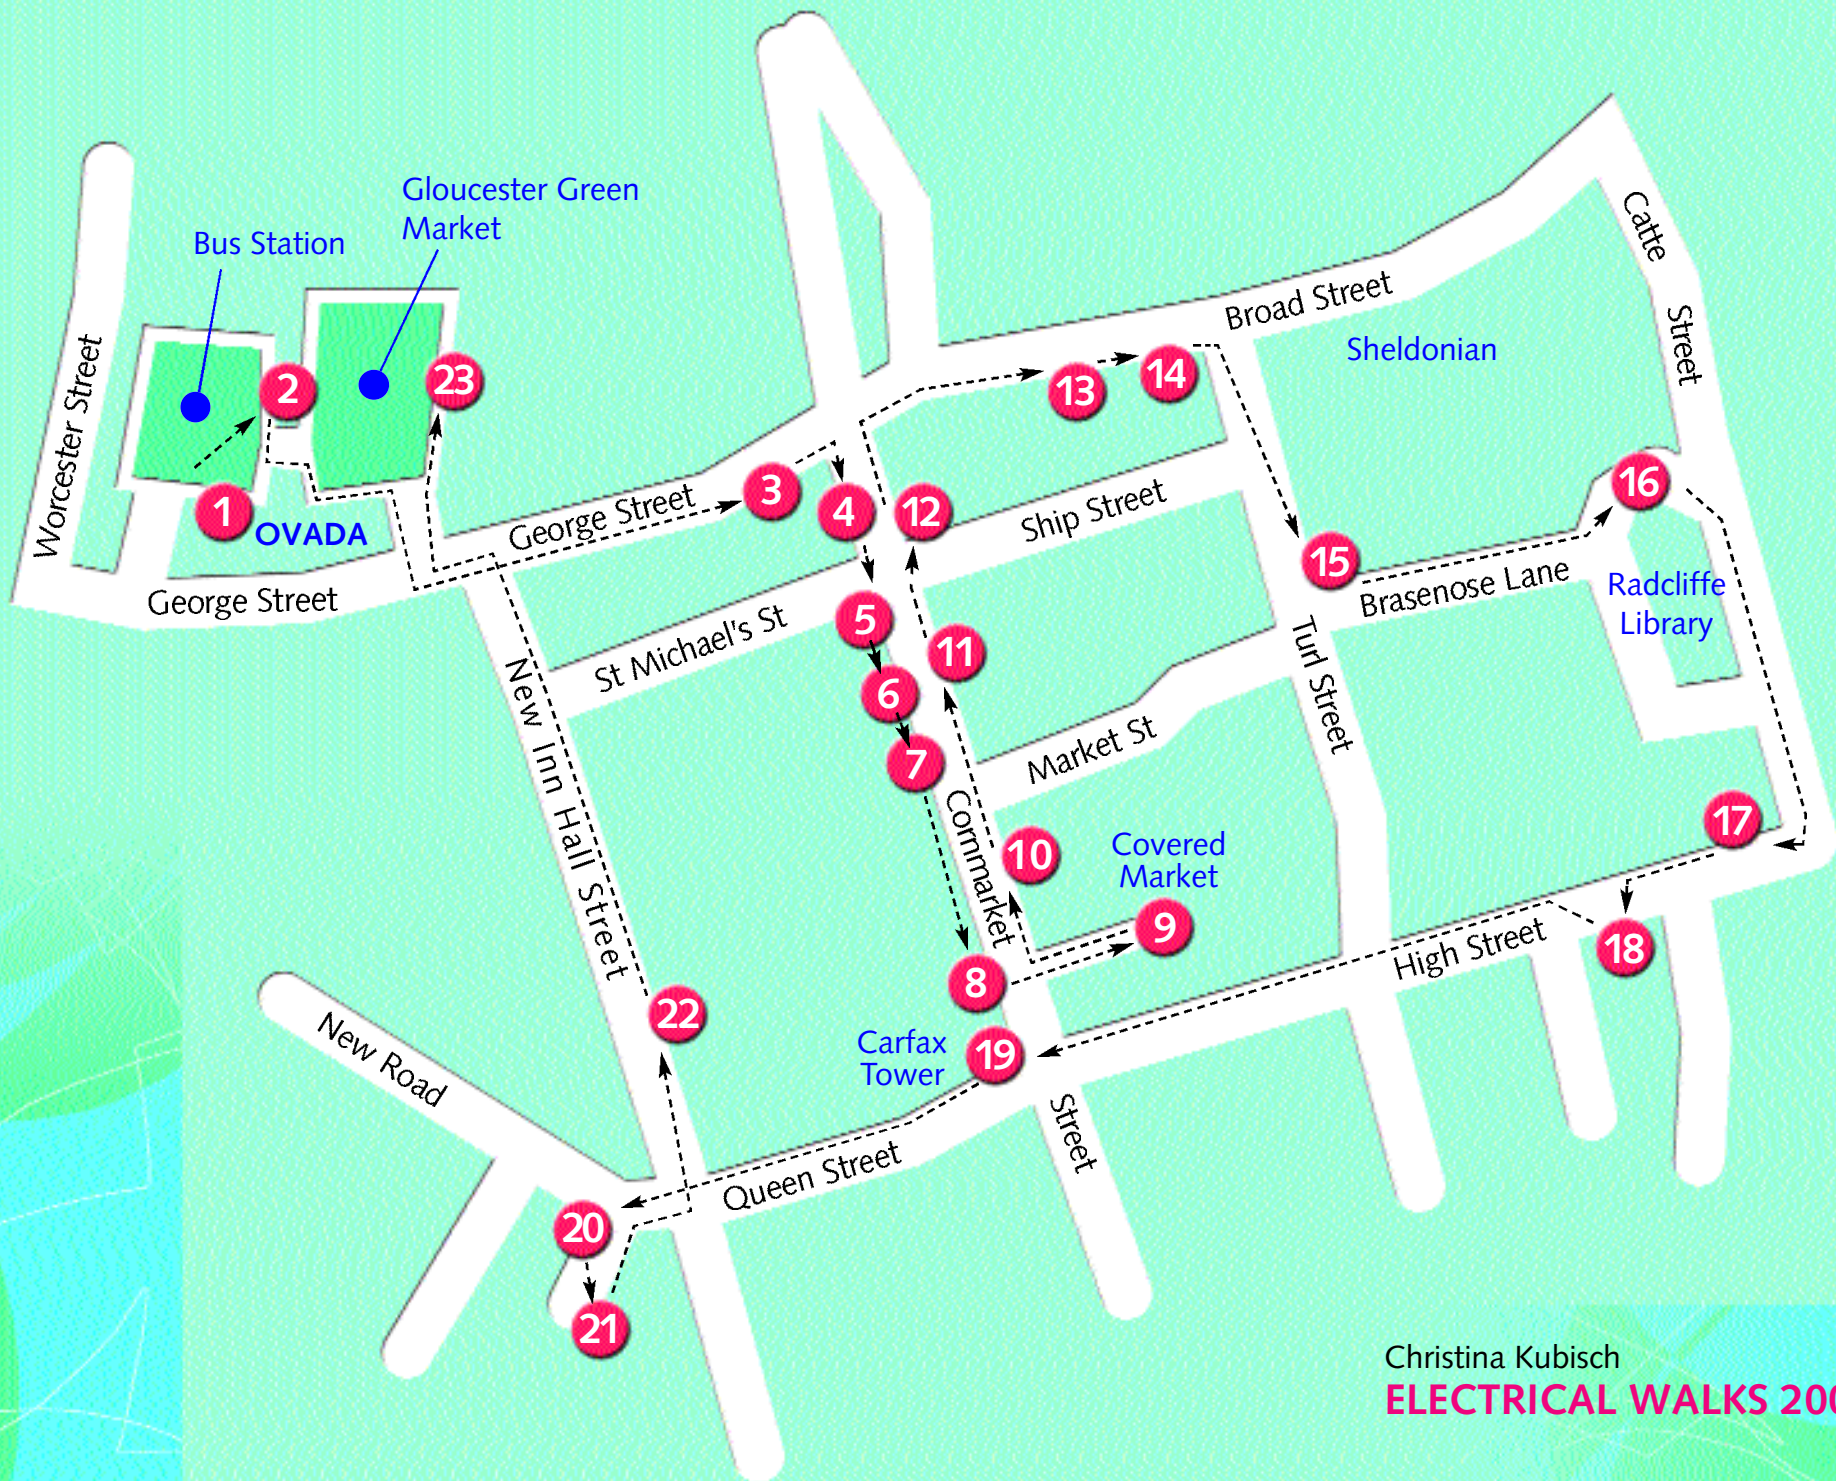 Gloucester Green
Market
Bus Station
Worcester Street
OVADA
George Street
George Street
St Michael's St
Ship Street
Broad Street
Sheldonian
Catte
Street
Brasenose Lane
Radcliffe
Library
Turl Street
Market St
Cornmarket
Street
Covered
Market
High Street
Carfax
Tower
Queen Street
New Road
New Inn Hall Street
1
2
3
4
5
6
7
8
9
10
11
12
13
14
15
16
17
18
19
20
21
22
23
Christina Kubisch
ELECTRICAL WALKS